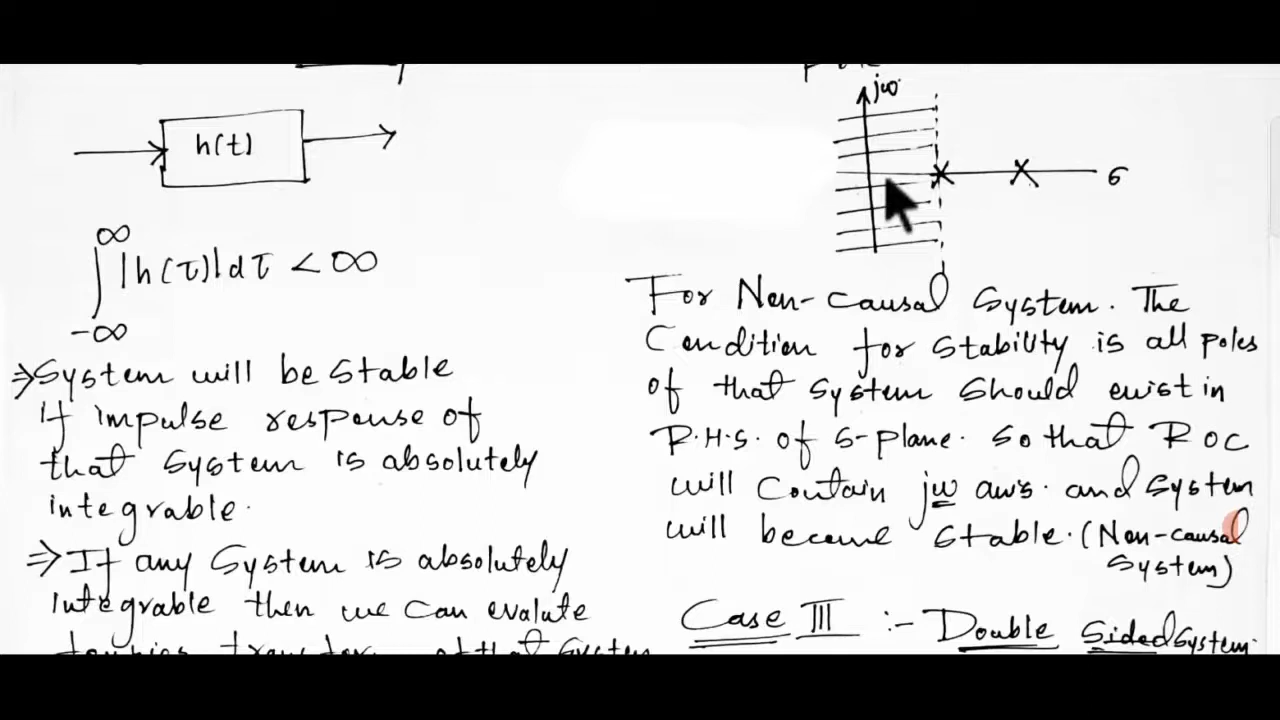 h(t)
∞
∫ |h(τ)|dτ < ∞
-∞
⇒ System will be stable
If impulse response of
that system is absolutely
integrable.
⇒ If any system is absolutely
integrable then we can evalute
of that system
jω
σ
For Non-causal System. The
Condition for stability is all poles
of that system should exist in
R.H.S. of s-plane. so that ROC
will contain jω axis. and system
will become stable. (Non-causal
system)
Case III :- Double Sided System.